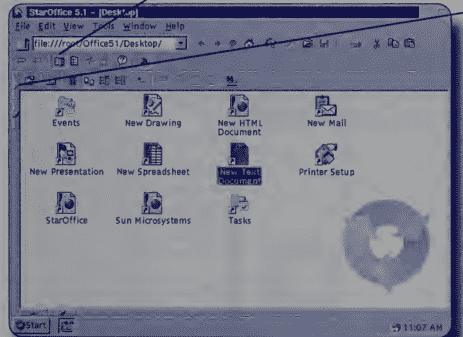 StarOffice 5.1 - [Desktop]
File Edit View Tools Window Help
file:///root/Office51/Desktop/
Events New Drawing New HTML Document New Mail
New Presentation New Spreadsheet New Text Document Printer Setup
StarOffice Sun Microsystems Tasks
Start 11:07 AM